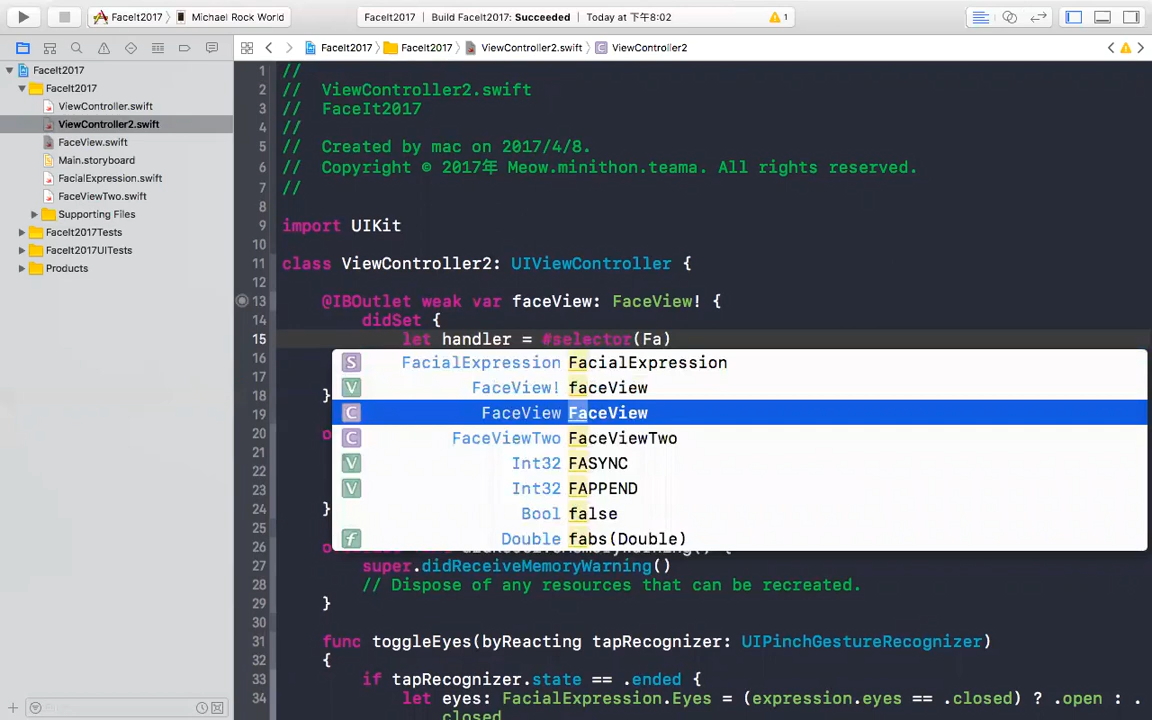 FaceIt2017 〉 Michael Rock World
FaceIt2017 | Build FaceIt2017: Succeeded | Today at 下午8:02
1
FaceIt2017 〉 FaceIt2017 〉 ViewController2.swift 〉 ViewController2
FaceIt2017
FaceIt2017
ViewController.swift
ViewController2.swift
FaceView.swift
Main.storyboard
FacialExpression.swift
FaceViewTwo.swift
Supporting Files
FaceIt2017Tests
FaceIt2017UITests
Products
1 //
2 // ViewController2.swift
3 // FaceIt2017
4 //
5 // Created by mac on 2017/4/8.
6 // Copyright © 2017年 Meow.minithon.teama. All rights reserved.
7 //
8
9 import UIKit
10
11 class ViewController2: UIViewController {
12
13 @IBOutlet weak var faceView: FaceView! {
14 didSet {
15 let handler = #selector(Fa)
16 FacialExpression FacialExpression
17 FaceView! faceView
18 }
19 FaceView FaceView
20 FaceViewTwo FaceViewTwo
21
22 Int32 FASYNC
23 Int32 FAPPEND
24 }
Bool false
25
Double fabs(Double)
26
27 super.didReceiveMemoryWarning()
28 // Dispose of any resources that can be recreated.
29 }
30
31 func toggleEyes(byReacting tapRecognizer: UIPinchGestureRecognizer)
32 {
33 if tapRecognizer.state == .ended {
34 let eyes: FacialExpression.Eyes = (expression.eyes == .closed) ? .open : .
closed